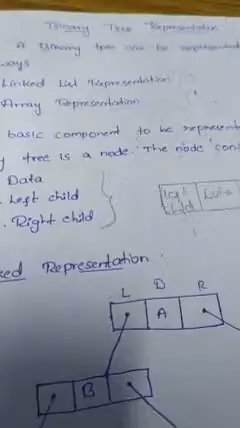 Binary Tree Representation
A Binary tree can be represented
ways
Linked List Representation
Array Representation
basic component to be represent
tree is a node. The node con
Data
Left child
Right child
Left child Data
Representation
L D R
A
B